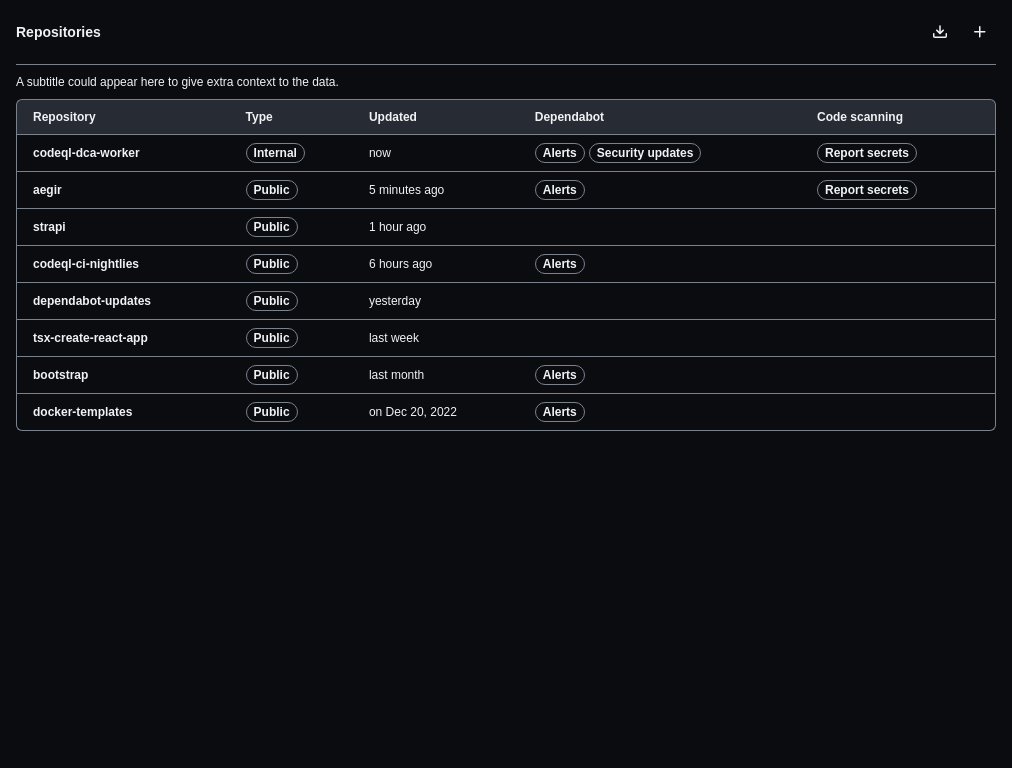 Repositories
A subtitle could appear here to give extra context to the data.
Repository Type Updated Dependabot Code scanning
codeql-dca-worker Internal now Alerts Security updates Report secrets
aegir Public 5 minutes ago Alerts Report secrets
strapi Public 1 hour ago
codeql-ci-nightlies Public 6 hours ago Alerts
dependabot-updates Public yesterday
tsx-create-react-app Public last week
bootstrap Public last month Alerts
docker-templates Public on Dec 20, 2022 Alerts